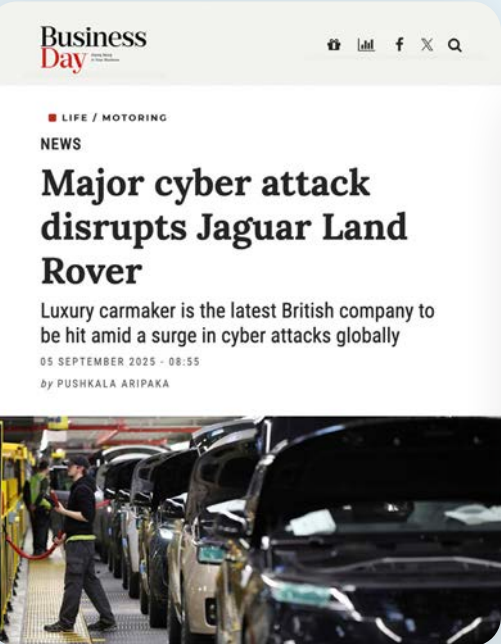 Business
Day
LIFE / MOTORING
NEWS
Major cyber attack
disrupts Jaguar Land
Rover
Luxury carmaker is the latest British company to
be hit amid a surge in cyber attacks globally
05 SEPTEMBER 2025 - 08:55
by PUSHKALA ARIPAKA